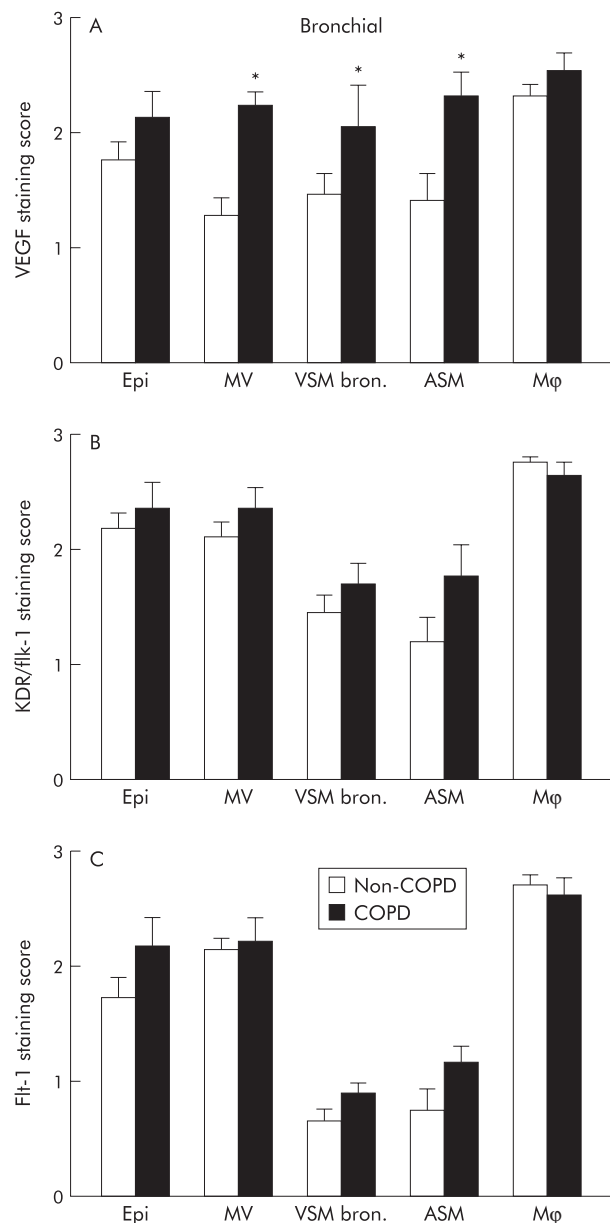 A
Bronchial
VEGF staining score
3
2
1
0
*
*
*
Epi
MV
VSM bron.
ASM
Mφ
B
KDR/flk-1 staining score
3
2
1
0
Epi
MV
VSM bron.
ASM
Mφ
C
Flt-1 staining score
3
2
1
0
Non-COPD
COPD
Epi
MV
VSM bron.
ASM
Mφ